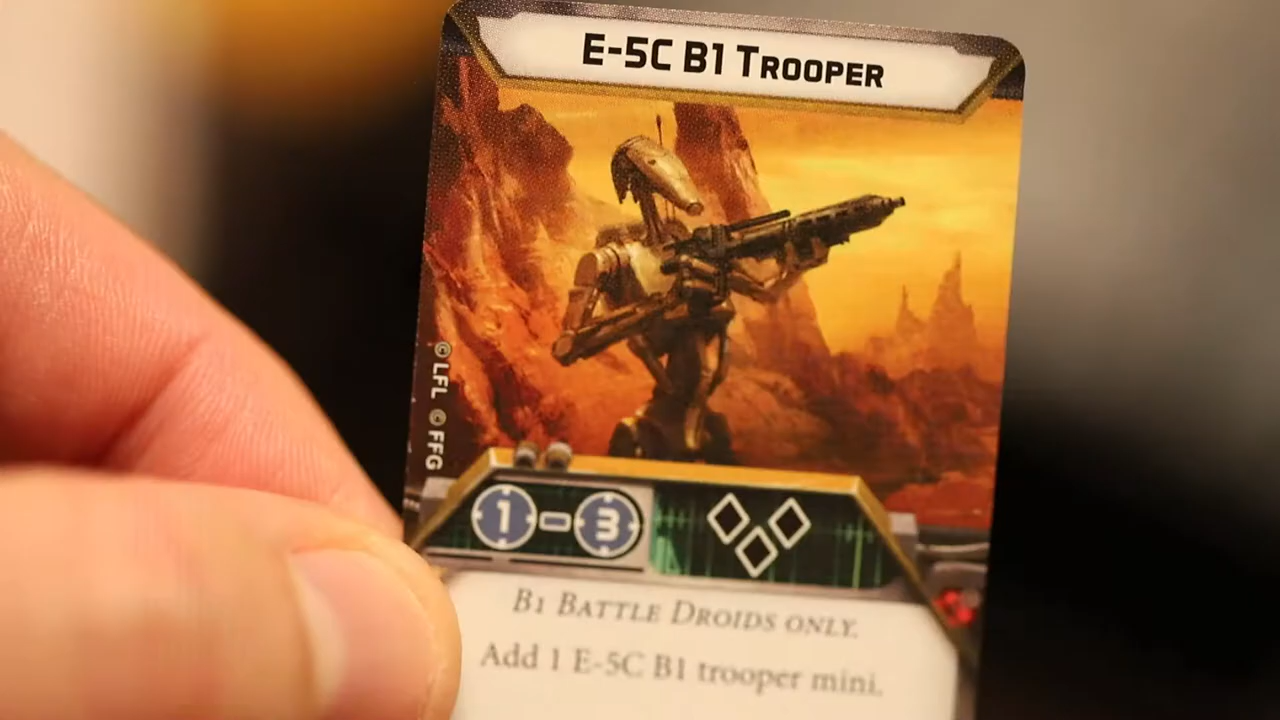 E-5C B1 Trooper
© LFL © FFG
1-3
B1 Battle Droids only.
Add 1 E-5C B1 trooper mini.